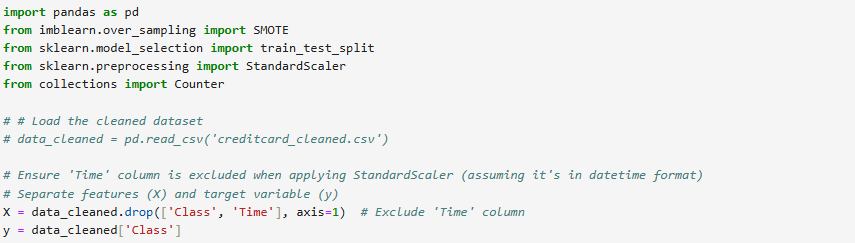 import pandas as pd
from imblearn.over_sampling import SMOTE
from sklearn.model_selection import train_test_split
from sklearn.preprocessing import StandardScaler
from collections import Counter
# # Load the cleaned dataset
# data_cleaned = pd.read_csv('creditcard_cleaned.csv')
# Ensure 'Time' column is excluded when applying StandardScaler (assuming it's in datetime format)
# Separate features (X) and target variable (y)
X = data_cleaned.drop(['Class', 'Time'], axis=1)  # Exclude 'Time' column
y = data_cleaned['Class']